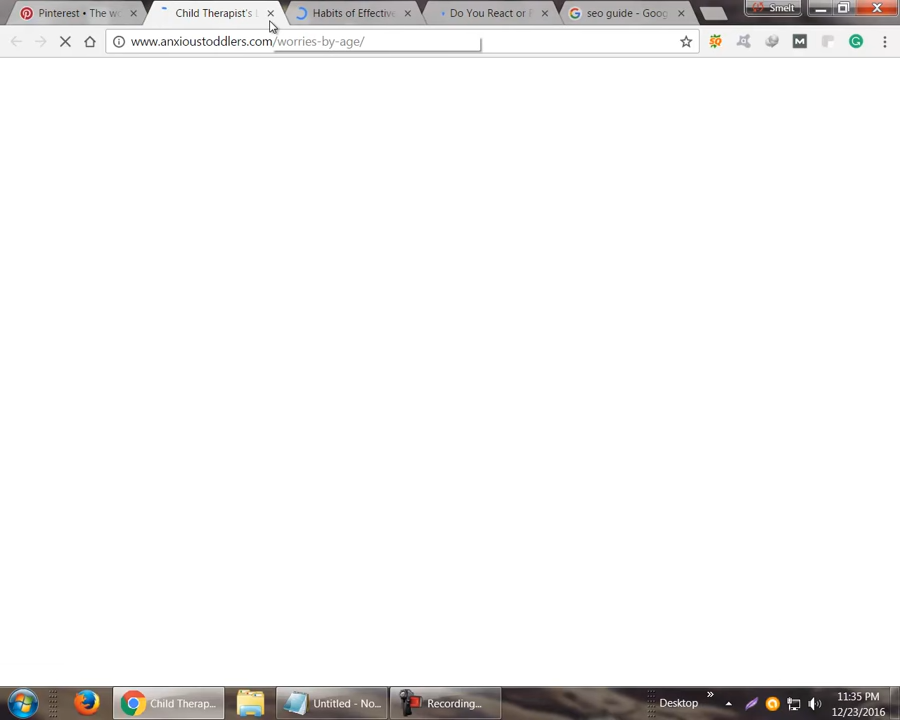 Pinterest • The wo
Child Therapist's L
Habits of Effective
Do You React or
seo guide - Goog
Smelt
www.anxioustoddlers.com/worries-by-age/
Child Therap...
Untitled - No...
Recording...
Desktop
11:35 PM
12/23/2016